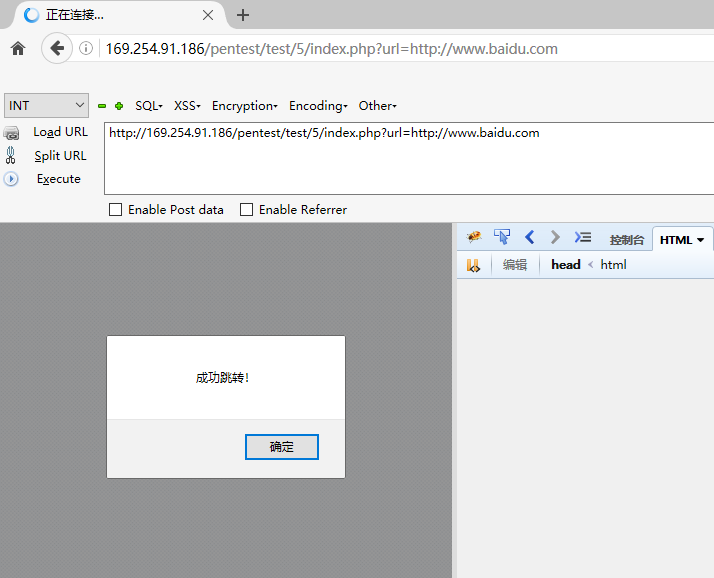 正在连接...
169.254.91.186/pentest/test/5/index.php?url=http://www.baidu.com
INT SQL XSS Encryption Encoding Other
Load URL
Split URL
Execute
http://169.254.91.186/pentest/test/5/index.php?url=http://www.baidu.com
Enable Post data Enable Referrer
控制台 HTML
编辑 head < html
成功跳转!
确定